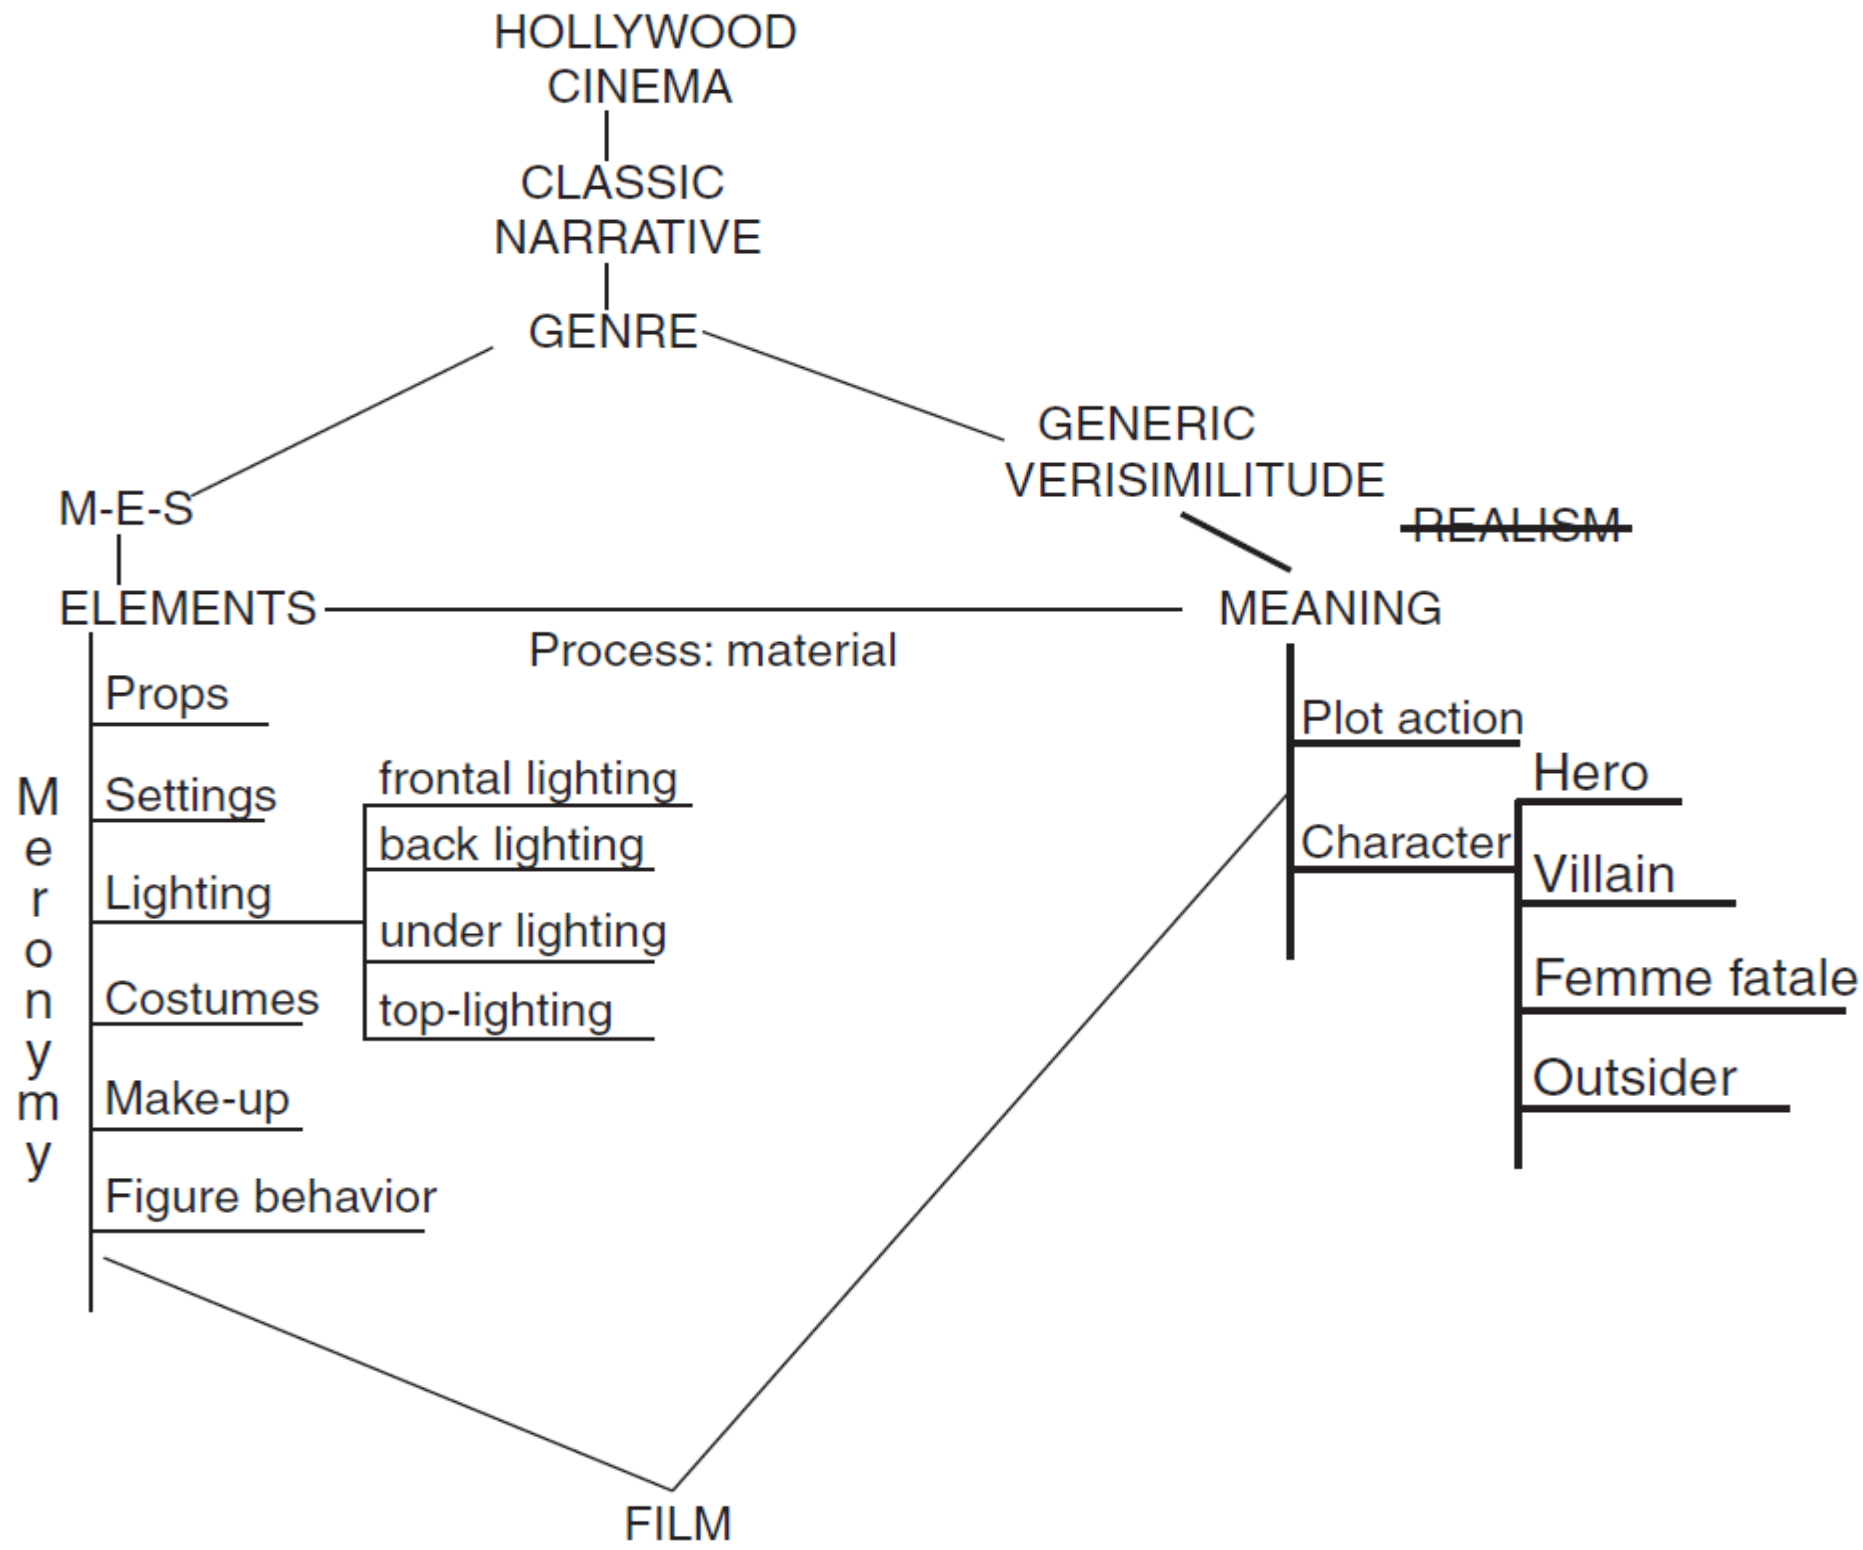 HOLLYWOOD
CINEMA
CLASSIC
NARRATIVE
GENRE
GENERIC
VERISIMILITUDE
REALISM
M-E-S
ELEMENTS
Process: material
MEANING
Meronymy
Props
Settings
Lighting
frontal lighting
back lighting
under lighting
top-lighting
Costumes
Make-up
Figure behavior
Plot action
Character
Hero
Villain
Femme fatale
Outsider
FILM